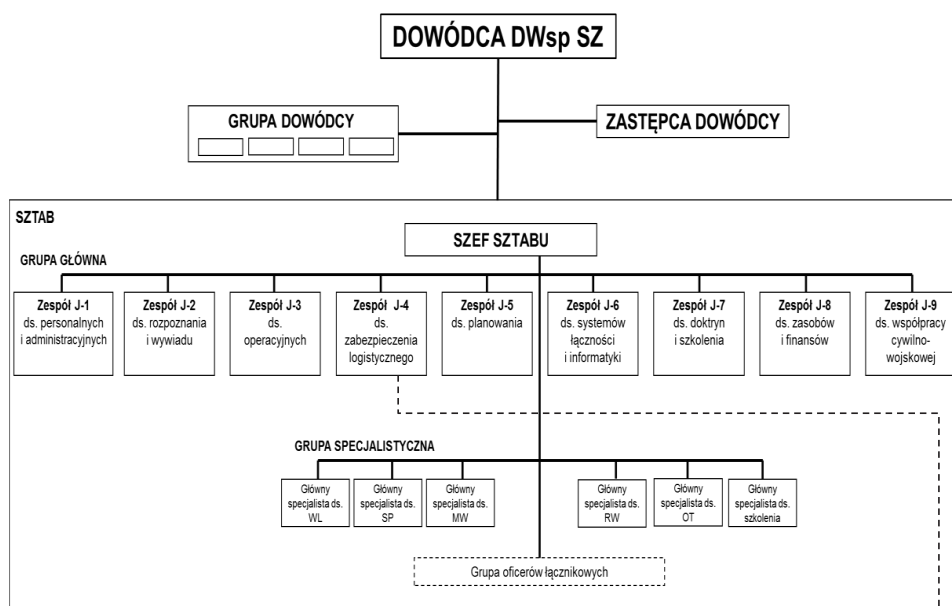 DOWÓDCA DWsp SZ
GRUPA DOWÓDCY
ZASTĘPCA DOWÓDCY
SZTAB
SZEF SZTABU
GRUPA GŁÓWNA
Zespół J-1
ds. personalnych
i administracyjnych
Zespół J-2
ds. rozpoznania
i wywiadu
Zespół J-3
ds.
operacyjnych
Zespół J-4
ds.
zabezpieczenia
logistycznego
Zespół J-5
ds. planowania
Zespół J-6
ds. systemów
łączności
i informatyki
Zespół J-7
ds. doktryn
i szkolenia
Zespół J-8
ds. zasobów
i finansów
Zespół J-9
ds. współpracy
cywilno-
wojskowej
GRUPA SPECJALISTYCZNA
Główny
specjalista ds.
WL
Główny
specjalista ds.
SP
Główny
specjalista ds.
MW
Główny
specjalista ds.
RW
Główny
specjalista ds.
OT
Główny
specjalista ds.
szkolenia
Grupa oficerów łącznikowych